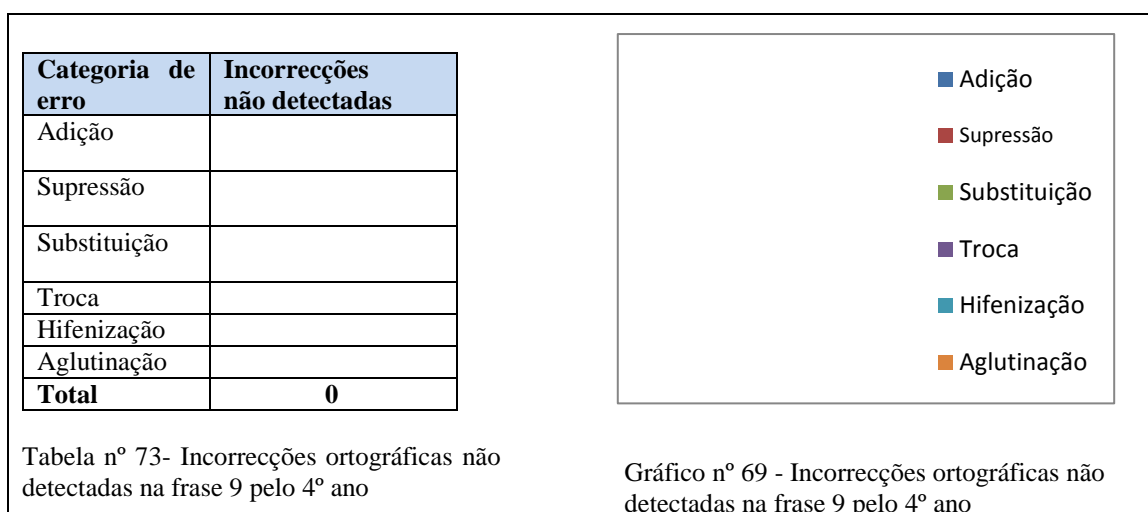 Categoria de erro
Incorrecções não detectadas
Adição
Supressão
Substituição
Troca
Hifenização
Aglutinação
Total 0
Tabela nº 73- Incorrecções ortográficas não
detectadas na frase 9 pelo 4º ano
Adição
Supressão
Substituição
Troca
Hifenização
Aglutinação
Gráfico nº 69 - Incorrecções ortográficas não
detectadas na frase 9 pelo 4º ano